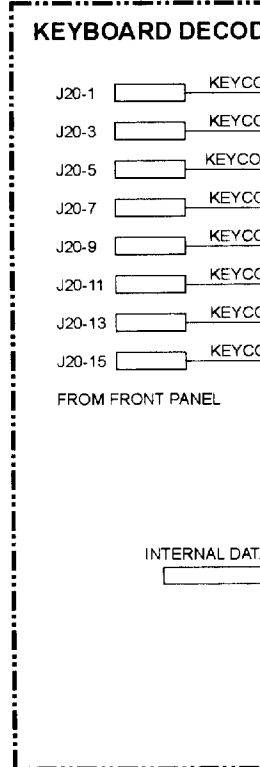 KEYBOARD DECOD
J20-1 KEYCO
J20-3 KEYCO
J20-5 KEYCO
J20-7 KEYCO
J20-9 KEYCO
J20-11 KEYCO
J20-13 KEYCO
J20-15 KEYCO
FROM FRONT PANEL
INTERNAL DATA